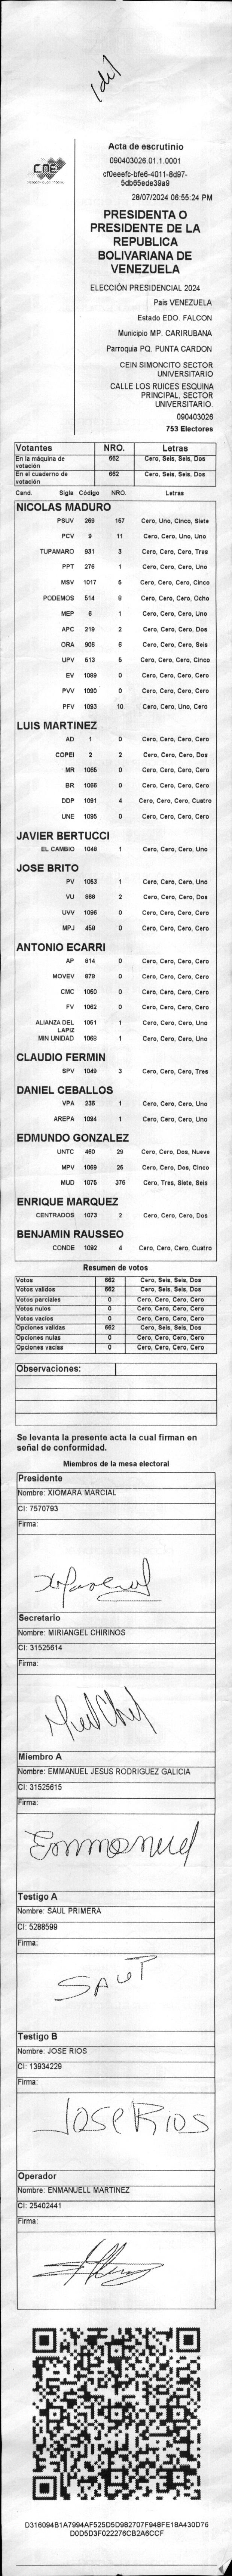 (de)
CNE
Acta de escrutinio
090403026.01.1.0001
cf0eeefc-bfe6-4011-8d97-
5db65ede39a9
28/07/2024 06:55:24 PM
PRESIDENTA O
PRESIDENTE DE LA
REPUBLICA
BOLIVARIANA DE
VENEZUELA
ELECCIÓN PRESIDENCIAL 2024
País VENEZUELA
Estado EDO. FALCON
Municipio MP. CARIRUBANA
Parroquia PQ. PUNTA CARDON
CEIN SIMONCITO SECTOR
UNIVERSITARIO
CALLE LOS RUICES ESQUINA
PRINCIPAL, SECTOR
UNIVERSITARIO.
090403026
753 Electores
Votantes NRO. Letras
En la máquina de votación 662 Cero, Seis, Seis, Dos
En el cuaderno de votación 662 Cero, Seis, Seis, Dos
Cand. Sigla Código NRO. Letras
NICOLAS MADURO
PSUV 269 157 Cero, Uno, Cinco, Siete
PCV 9 11 Cero, Cero, Uno, Uno
TUPAMARO 931 3 Cero, Cero, Cero, Tres
PPT 276 1 Cero, Cero, Cero, Uno
MSV 1017 5 Cero, Cero, Cero, Cinco
PODEMOS 514 8 Cero, Cero, Cero, Ocho
MEP 6 1 Cero, Cero, Cero, Uno
APC 219 2 Cero, Cero, Cero, Dos
ORA 906 6 Cero, Cero, Cero, Seis
UPV 613 5 Cero, Cero, Cero, Cinco
EV 1089 0 Cero, Cero, Cero, Cero
PVV 1090 0 Cero, Cero, Cero, Cero
PFV 1093 10 Cero, Cero, Uno, Cero
LUIS MARTINEZ
AD 1 0 Cero, Cero, Cero, Cero
COPEI 2 2 Cero, Cero, Cero, Dos
MR 1065 0 Cero, Cero, Cero, Cero
BR 1066 0 Cero, Cero, Cero, Cero
DDP 1091 4 Cero, Cero, Cero, Cuatro
UNE 1095 0 Cero, Cero, Cero, Cero
JAVIER BERTUCCI
EL CAMBIO 1048 1 Cero, Cero, Cero, Uno
JOSE BRITO
PV 1053 1 Cero, Cero, Cero, Uno
VU 868 2 Cero, Cero, Cero, Dos
UVV 1096 0 Cero, Cero, Cero, Cero
MPJ 458 0 Cero, Cero, Cero, Cero
ANTONIO ECARRI
AP 814 0 Cero, Cero, Cero, Cero
MOVEV 878 0 Cero, Cero, Cero, Cero
CMC 1050 0 Cero, Cero, Cero, Cero
FV 1062 0 Cero, Cero, Cero, Cero
ALIANZA DEL LAPIZ 1051 1 Cero, Cero, Cero, Uno
MIN UNIDAD 1068 1 Cero, Cero, Cero, Uno
CLAUDIO FERMIN
SPV 1049 3 Cero, Cero, Cero, Tres
DANIEL CEBALLOS
VPA 236 1 Cero, Cero, Cero, Uno
AREPA 1094 1 Cero, Cero, Cero, Uno
EDMUNDO GONZALEZ
UNTC 460 29 Cero, Cero, Dos, Nueve
MPV 1069 25 Cero, Cero, Dos, Cinco
MUD 1075 376 Cero, Tres, Siete, Seis
ENRIQUE MARQUEZ
CENTRADOS 1073 2 Cero, Cero, Cero, Dos
BENJAMIN RAUSSEO
CONDE 1092 4 Cero, Cero, Cero, Cuatro
Resumen de votos
Votos 662 Cero, Seis, Seis, Dos
Votos validos 662 Cero, Seis, Seis, Dos
Votos parciales 0 Cero, Cero, Cero, Cero
Votos nulos 0 Cero, Cero, Cero, Cero
Votos vacios 0 Cero, Cero, Cero, Cero
Opciones validas 662 Cero, Seis, Seis, Dos
Opciones nulas 0 Cero, Cero, Cero, Cero
Opciones vacias 0 Cero, Cero, Cero, Cero
Observaciones:
Se levanta la presente acta la cual firman en
señal de conformidad.
Miembros de la mesa electoral
Presidente
Nombre: XIOMARA MARCIAL
CI: 7570793
Firma:
Secretario
Nombre: MIRIANGEL CHIRINOS
CI: 31525614
Firma:
Miembro A
Nombre: EMMANUEL JESUS RODRIGUEZ GALICIA
CI: 31525615
Firma:
Emmanuel
Testigo A
Nombre: SAUL PRIMERA
CI: 5288599
Firma:
Testigo B
Nombre: JOSE RIOS
CI: 13934229
Firma:
Jose Rios
Operador
Nombre: ENMANUELL MARTINEZ
CI: 25402441
Firma:
D316094B1A7994AF525D5D982707F948FE18A430D76
D0D5D3F022276CB2A6CCF